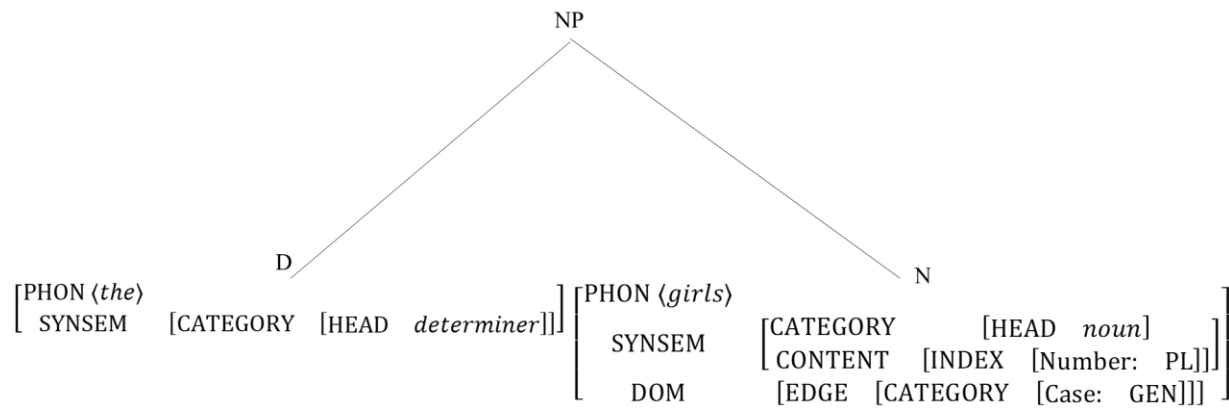 NP
D
N
[PHON ⟨the⟩
SYNSEM [CATEGORY [HEAD determiner]]]
[PHON ⟨girls⟩
SYNSEM [CATEGORY [HEAD noun]
CONTENT [INDEX [Number: PL]]]
DOM [EDGE [CATEGORY [Case: GEN]]]]